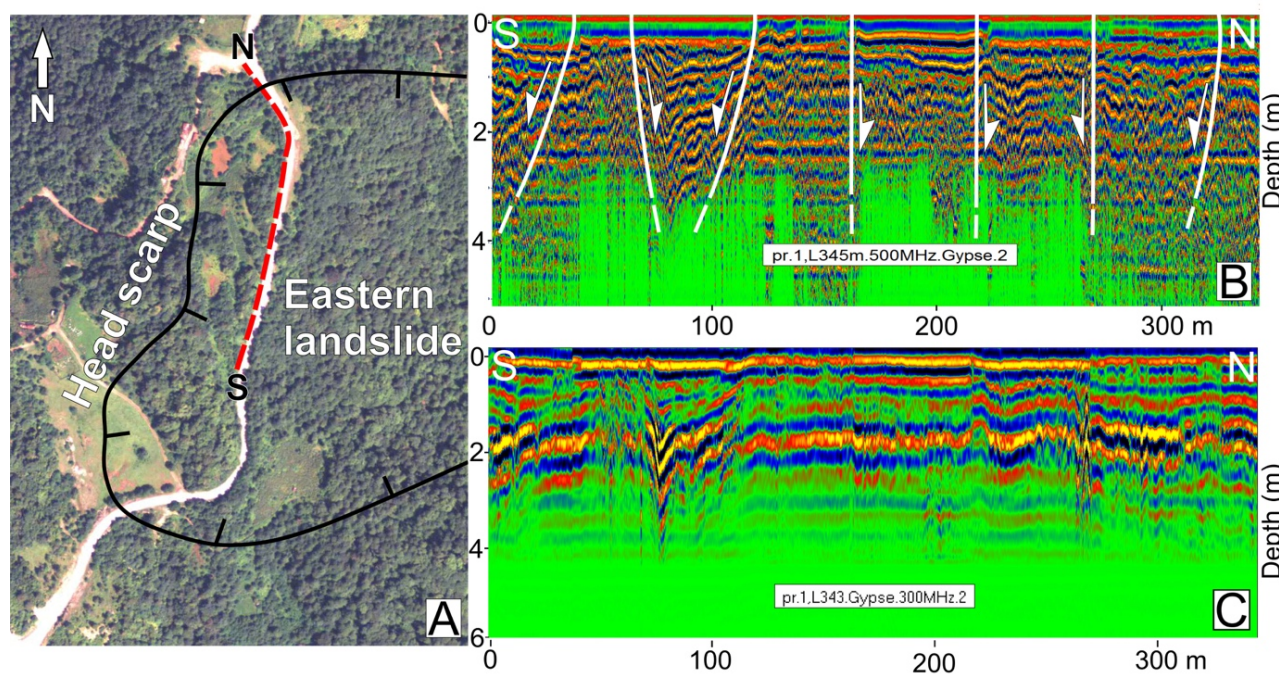 N
N
Head scarp
Eastern
landslide
S
A
S
N
0
2
4
Depth (m)
pr.1,L345m.500MHz.Gypse.2
B
0
100
200
300 m
S
N
0
2
4
6
Depth (m)
pr.1,L343.Gypse.300MHz.2
C
0
100
200
300 m